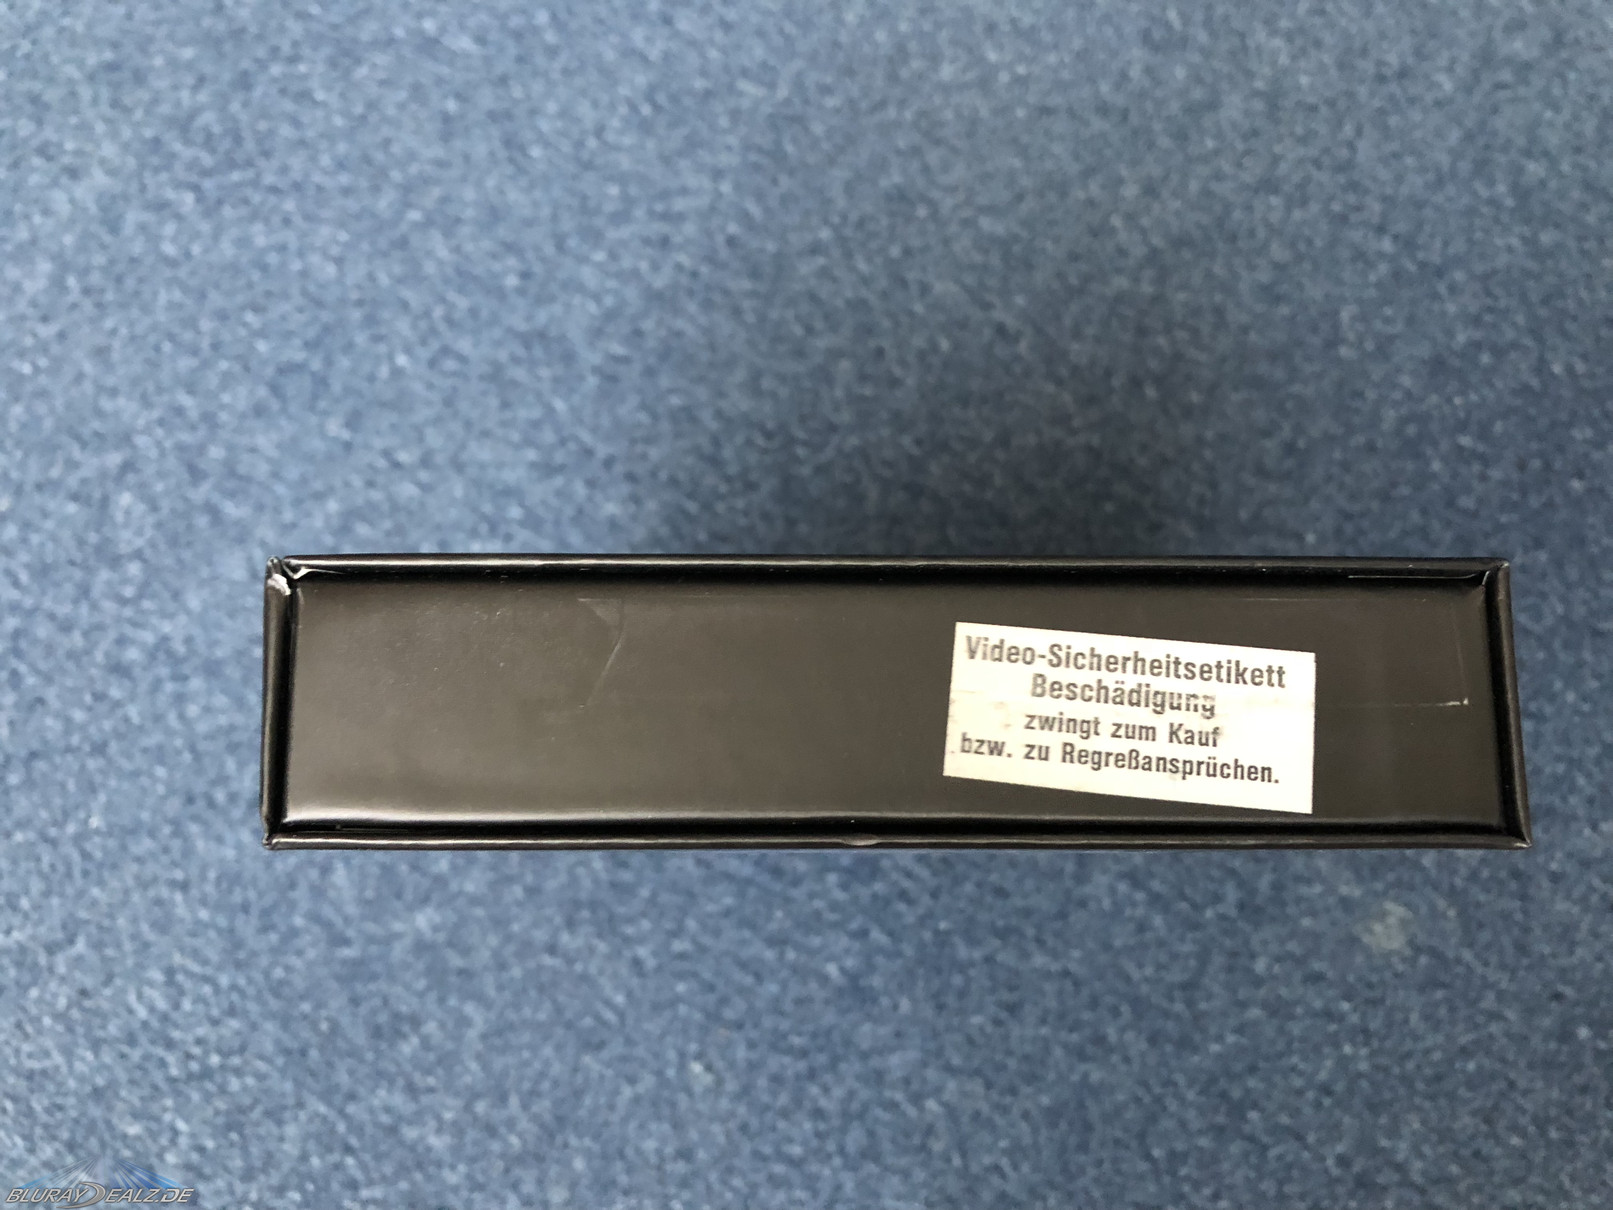 Video-Sicherheitsetikett
Beschädigung
zwingt zum Kauf
bzw. zu Regreßansprüchen.
BLURAYDEALZ.DE